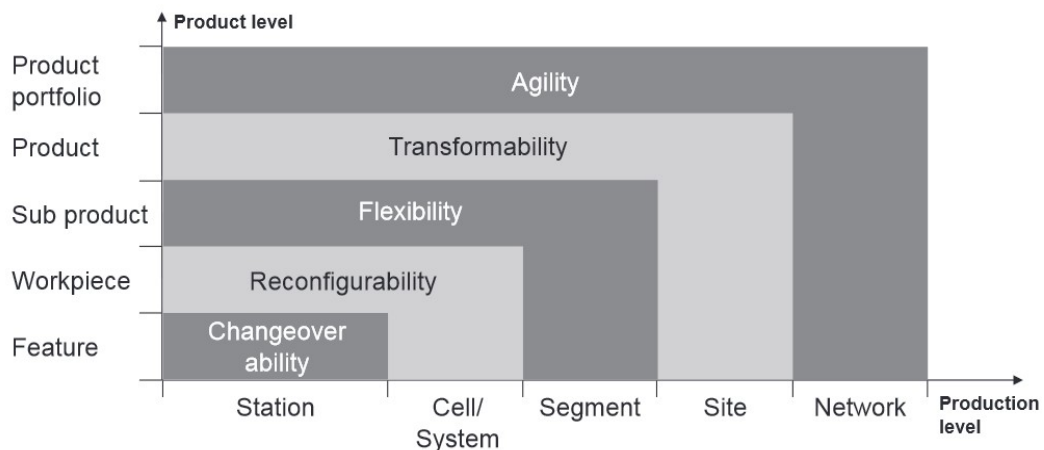 Product level
Product
portfolio
Agility
Product
Transformability
Sub product
Flexibility
Workpiece
Reconfigurability
Feature
Changeover
ability
Station
Cell/
System
Segment
Site
Network
Production
level